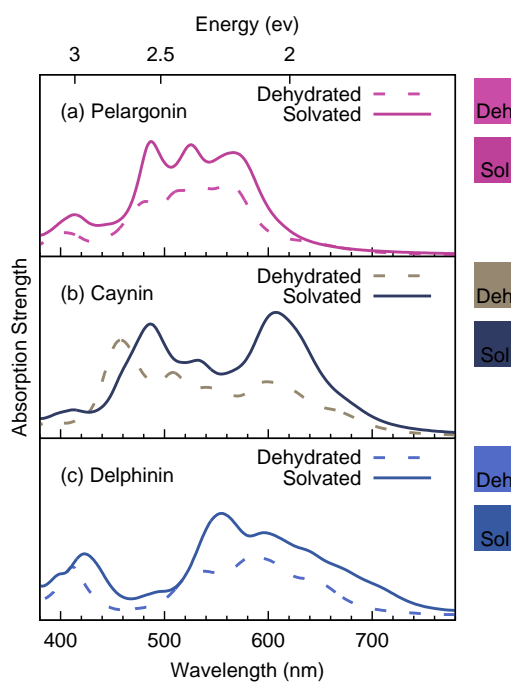 Energy (ev)
3 2.5 2
(a) Pelargonin
Dehydrated
Solvated
Deh
Sol
(b) Caynin
Dehydrated
Solvated
Deh
Sol
Absorption Strength
(c) Delphinin
Dehydrated
Solvated
Deh
Sol
400 500 600 700
Wavelength (nm)